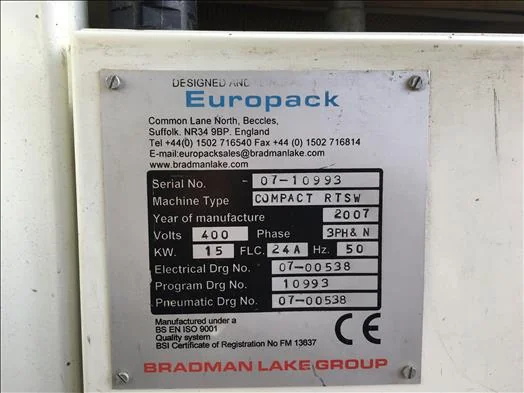 DESIGNED AND
Europack
Common Lane North, Beccles,
Suffolk. NR34 9BP. England
Tel +44(0) 1502 716540 Fax +44 (0) 1502 716814
E-mail:europacksales@bradmanlake.com
www.bradmanlake.com
Serial No. - 07-10993
Machine Type COMPACT RTSW
Year of manufacture 2007
Volts 400 Phase 3PH& N
KW. 15 FLC. 24A Hz. 50
Electrical Drg No. 07-00538
Program Drg No. 10993
Pneumatic Drg No. 07-00538
Manufactured under a
BS EN ISO 9001
Quality system
BSI Certificate of Registration No FM 13637
CE
BRADMAN LAKE GROUP